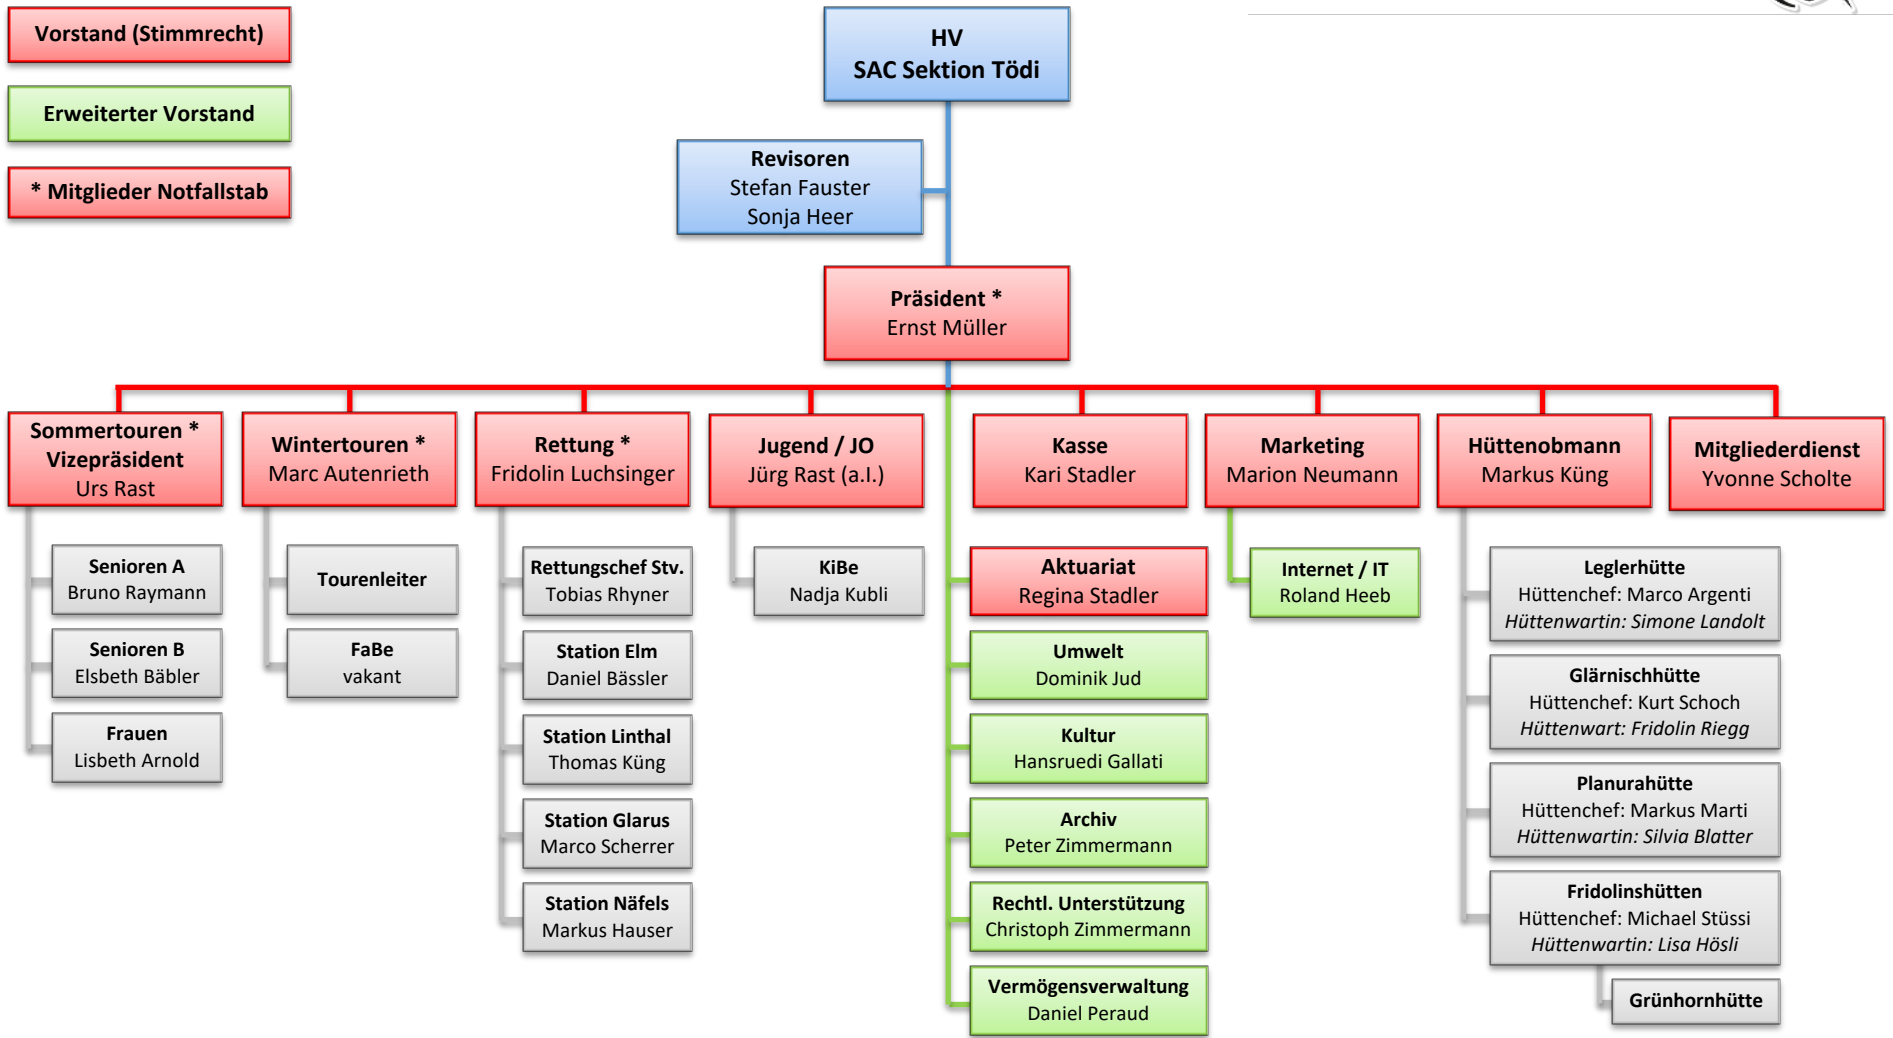 Vorstand (Stimmrecht)
Erweiterter Vorstand
* Mitglieder Notfallstab
HV
SAC Sektion Tödi
Revisoren
Stefan Fauster
Sonja Heer
Präsident *
Ernst Müller
Sommertouren *
Vizepräsident
Urs Rast
Wintertouren *
Marc Autenrieth
Rettung *
Fridolin Luchsinger
Jugend / JO
Jürg Rast (a.I.)
Kasse
Kari Stadler
Marketing
Marion Neumann
Hüttenobmann
Markus Küng
Mitgliederdienst
Yvonne Scholte
Senioren A
Bruno Raymann
Senioren B
Elsbeth Bäbler
Frauen
Lisbeth Arnold
Tourenleiter
FaBe
vakant
Rettungschef Stv.
Tobias Rhyner
Station Elm
Daniel Bässler
Station Linthal
Thomas Küng
Station Glarus
Marco Scherrer
Station Näfels
Markus Hauser
KiBe
Nadja Kubli
Aktuariat
Regina Stadler
Umwelt
Dominik Jud
Kultur
Hansruedi Gallati
Archiv
Peter Zimmermann
Rechtl. Unterstützung
Christoph Zimmermann
Vermögensverwaltung
Daniel Peraud
Internet / IT
Roland Heeb
Leglerhütte
Hüttenchef: Marco Argenti
Hüttenwartin: Simone Landolt
Glärnischhütte
Hüttenchef: Kurt Schoch
Hüttenwart: Fridolin Riegg
Planurahütte
Hüttenchef: Markus Marti
Hüttenwartin: Silvia Blatter
Fridolinshütten
Hüttenchef: Michael Stüssi
Hüttenwartin: Lisa Hösli
Grünhornhütte